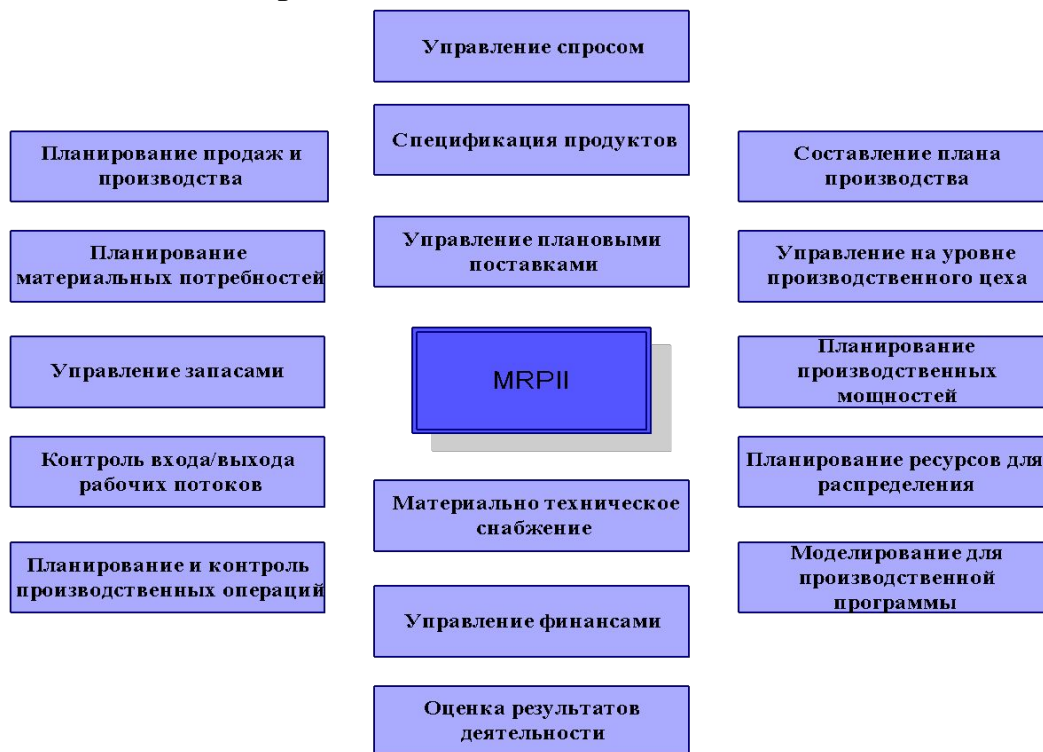 Управление спросом
Спецификация продуктов
Планирование продаж и
производства
Составление плана
производства
Управление плановыми
поставками
Планирование
материальных потребностей
Управление на уровне
производственного цеха
MRPII
Управление запасами
Планирование
производственных
мощностей
Контроль входа/выхода
рабочих потоков
Планирование ресурсов для
распределения
Материально техническое
снабжение
Планирование и контроль
производственных операций
Моделирование для
производственной
программы
Управление финансами
Оценка результатов
деятельности